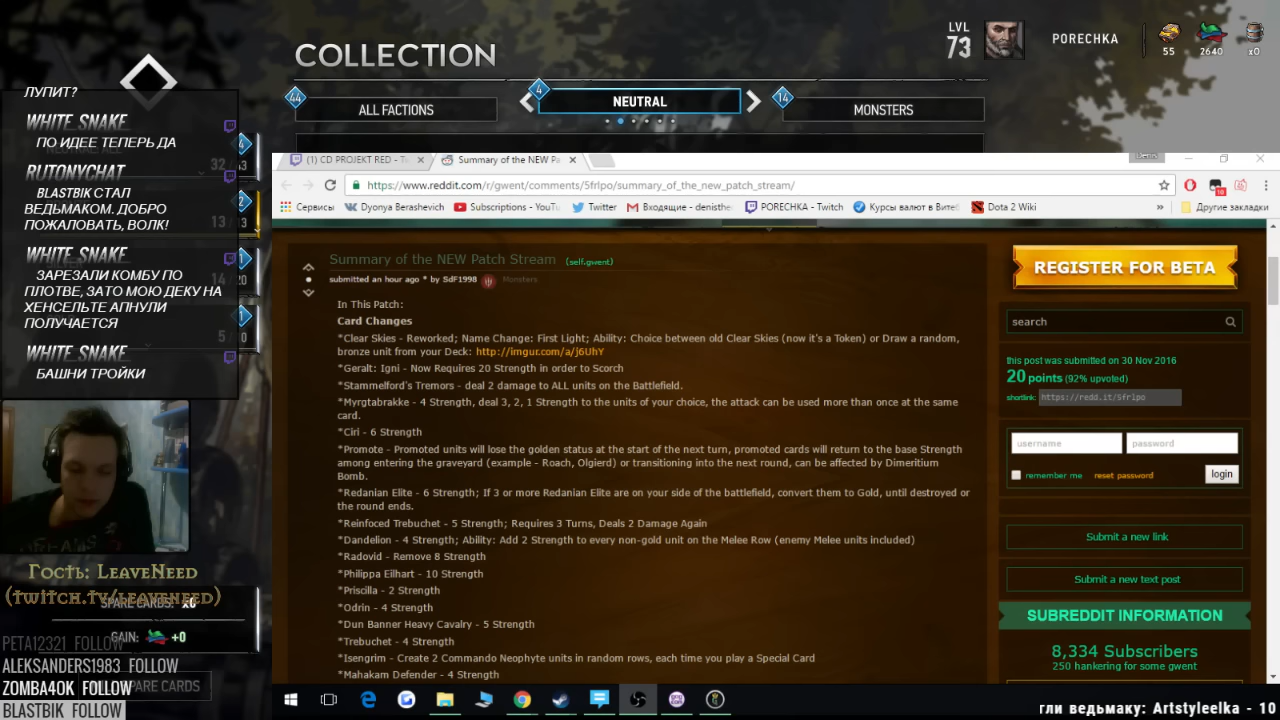 COLLECTION
LVL
73
PORECHKA
55
2640
x0
44
ALL FACTIONS
4
NEUTRAL
14
MONSTERS
ЛУПИТ?
WHITE_SNAKE_
ПО ИДЕЕ ТЕПЕРЬ ДА
RUTONYCHAT
BLASTBIK СТАЛ
ВЕДЬМАКОМ. ДОБРО
ПОЖАЛОВАТЬ, ВОЛК!
WHITE_SNAKE_
ЗАРЕЗАЛИ КОМБУ ПО
ПЛОТВЕ, ЗАТО МОЮ ДЕКУ НА
ХЕНСЕЛЬТЕ АПНУЛИ
ПОЛУЧАЕТСЯ
WHITE_SNAKE_
БАШНИ ТРОЙКИ
Гость: LeaveNeed
(twitch.tv/leaveneed)
SPARE CARDS: x0
GAIN: +0
PETA12321 FOLLOW
ALEKSANDERS1983 FOLLOW
ZOMBA4OK FOLLOW
SPARE CARDS
BLASTBIK FOLLOW
(1) CD PROJEKT RED - Tw
Summary of the NEW Pa
Denis
https://www.reddit.com/r/gwent/comments/5frlpo/summary_of_the_new_patch_stream/
Сервисы
Dyonya Berashevich
Subscriptions - YouTu
Twitter
Входящие - denisthe
PORECHKA - Twitch
Курсы валют в Вите
Dota 2 Wiki
»
Другие закладки
Summary of the NEW Patch Stream (self.gwent)
submitted an hour ago * by SdF1998 Monsters
In This Patch:
Card Changes
*Clear Skies - Reworked; Name Change: First Light; Ability: Choice between old Clear Skies (now it's a Token) or Draw a random,
bronze unit from your Deck: http://imgur.com/a/j6UhY
*Geralt: Igni - Now Requires 20 Strength in order to Scorch
*Stammelford's Tremors - deal 2 damage to ALL units on the Battlefield.
*Myrgtabrakke - 4 Strength, deal 3, 2, 1 Strength to the units of your choice, the attack can be used more than once at the same
card.
*Ciri - 6 Strength
*Promote - Promoted units will lose the golden status at the start of the next turn, promoted cards will return to the base Strength
among entering the graveyard (example - Roach, Olgierd) or transitioning into the next round, can be affected by Dimeritium
Bomb.
*Redanian Elite - 6 Strength; If 3 or more Redanian Elite are on your side of the battlefield, convert them to Gold, until destroyed or
the round ends.
*Reinfoced Trebuchet - 5 Strength; Requires 3 Turns, Deals 2 Damage Again
*Dandelion - 4 Strength; Ability: Add 2 Strength to every non-gold unit on the Melee Row (enemy Melee units included)
*Radovid - Remove 8 Strength
*Philippa Eilhart - 10 Strength
*Priscilla - 2 Strength
*Odrin - 4 Strength
*Dun Banner Heavy Cavalry - 5 Strength
*Trebuchet - 4 Strength
*Isengrim - Create 2 Commando Neophyte units in random rows, each time you play a Special Card
*Mahakam Defender - 4 Strength
REGISTER FOR BETA
search
this post was submitted on 30 Nov 2016
20 points (92% upvoted)
shortlink: https://redd.it/5frlpo
username
password
remember me
reset password
login
Submit a new link
Submit a new text post
SUBREDDIT INFORMATION
8,334 Subscribers
250 hankering for some gwent
гли ведьмаку: Artstyleelka - 10